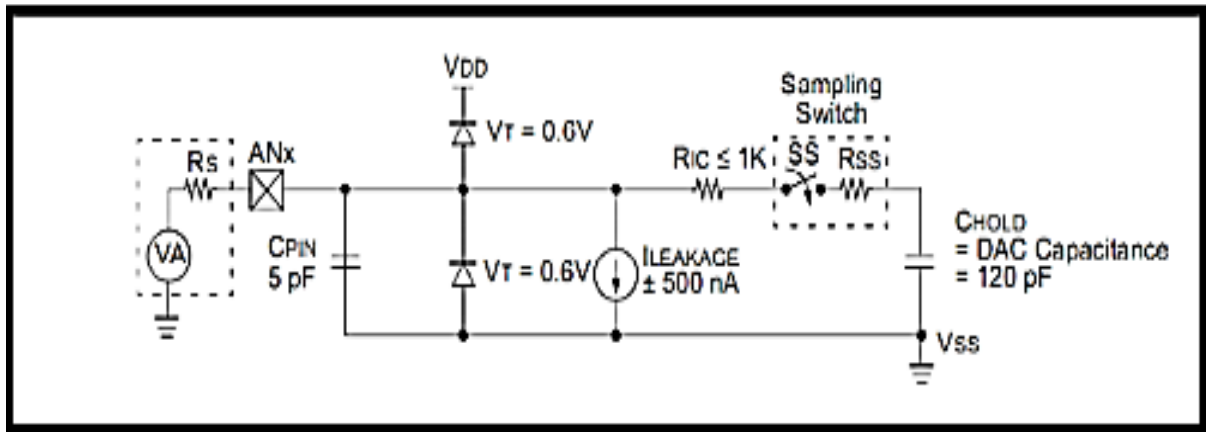 VDD
Sampling
Switch
VT = 0.6V
RS
ANx
RIC ≤ 1K
SS
RSS
VA
CPIN
5 pF
VT = 0.6V
ILEAKAGE
± 500 nA
CHOLD
= DAC Capacitance
= 120 pF
VSS